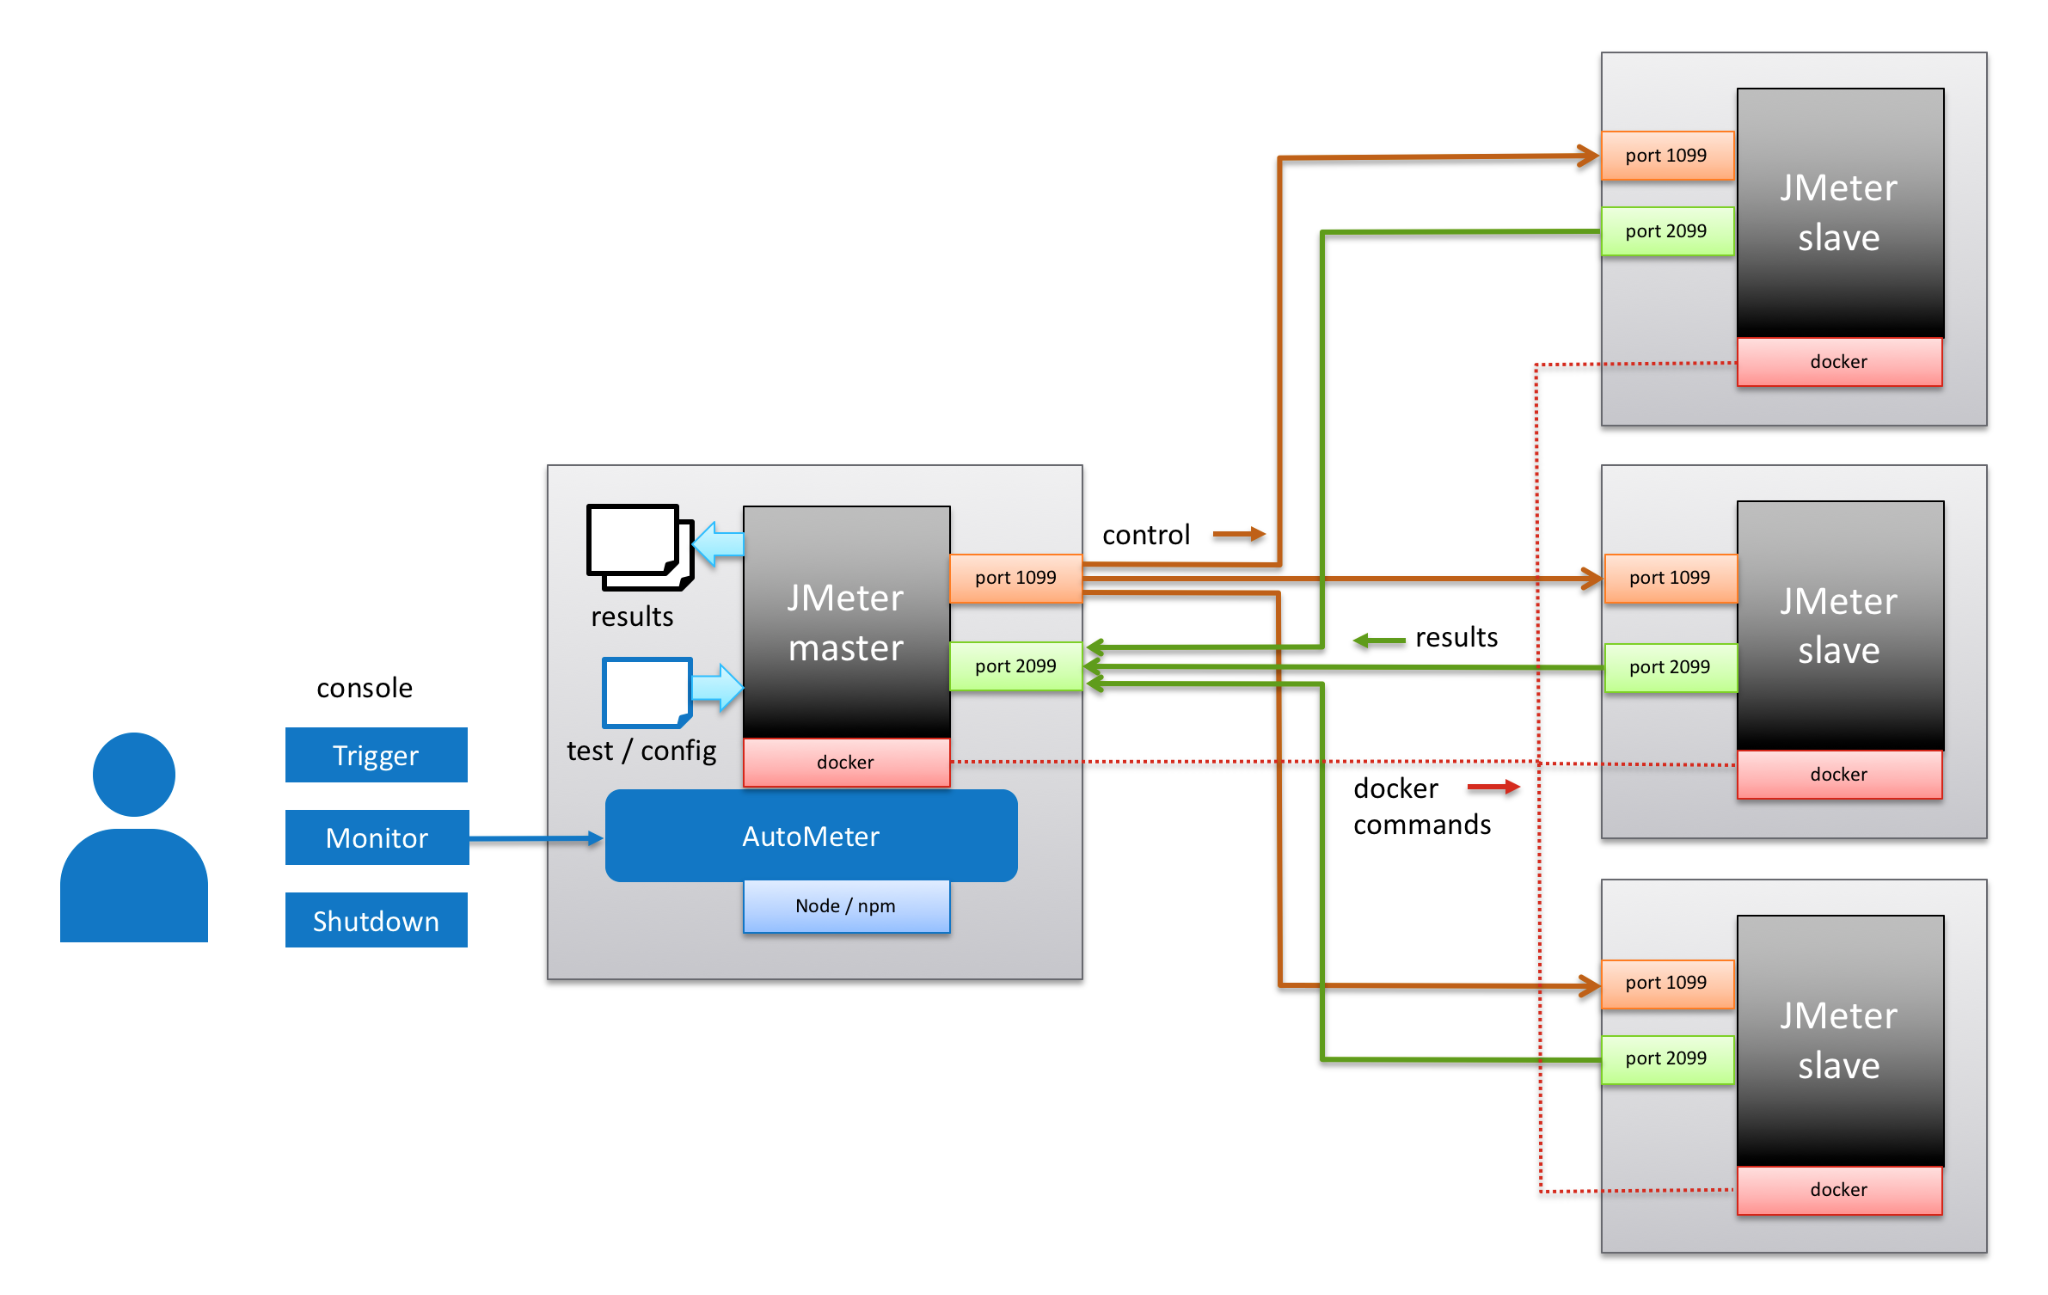 console
Trigger
Monitor
Shutdown
results
test / config
JMeter
master
docker
AutoMeter
Node / npm
port 1099
port 2099
control
results
docker
commands
port 1099
port 2099
JMeter
slave
docker
port 1099
port 2099
JMeter
slave
docker
port 1099
port 2099
JMeter
slave
docker